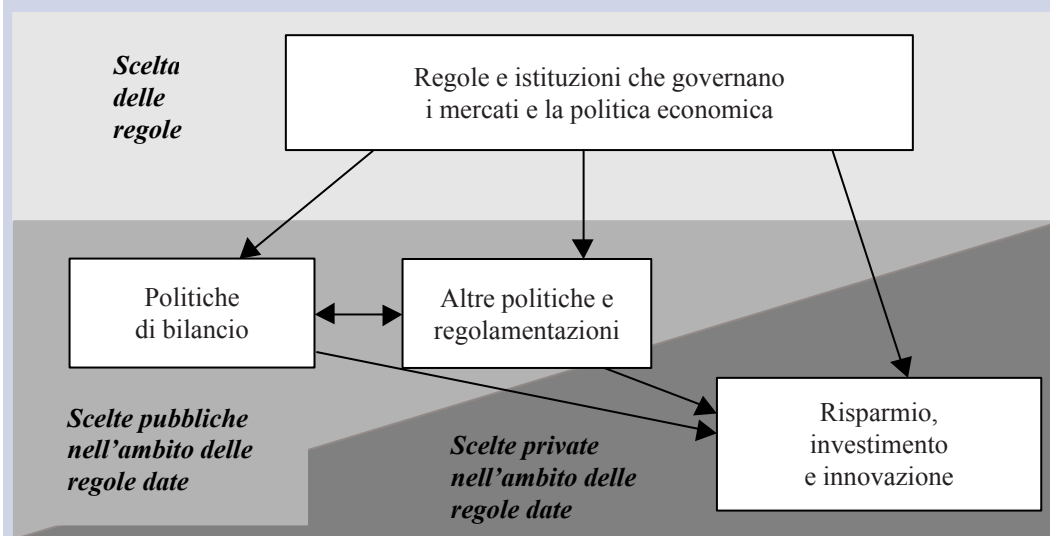 Scelta
delle
regole
Regole e istituzioni che governano
i mercati e la politica economica
Politiche
di bilancio
Altre politiche e
regolamentazioni
Scelte pubbliche
nell’ambito delle
regole date
Scelte private
nell’ambito delle
regole date
Risparmio,
investimento
e innovazione